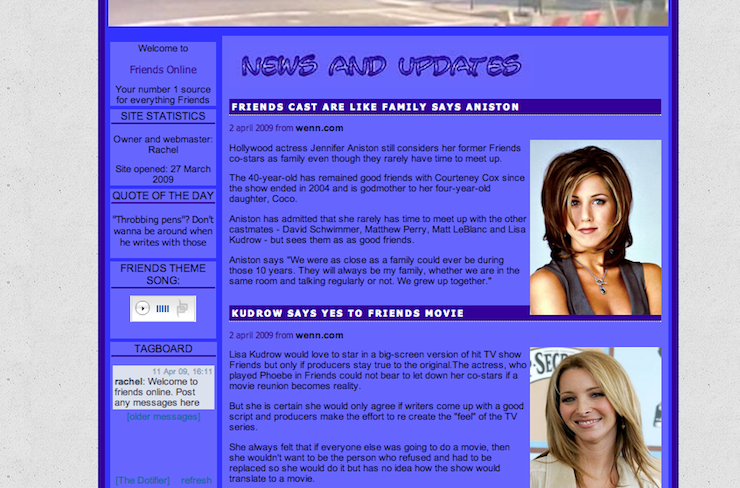 Welcome to
Friends Online
Your number 1 source
for everything Friends
SITE STATISTICS
Owner and webmaster:
Rachel
Site opened: 27 March
2009
QUOTE OF THE DAY
"Throbbing pens"? Don't
wanna be around when
he writes with those
FRIENDS THEME
SONG:
TAGBOARD
11 Apr 09, 16:11
rachel: Welcome to
friends online. Post
any messages here
[older messages]
[The Dotifier] refresh
NEWS AND UPDATES
FRIENDS CAST ARE LIKE FAMILY SAYS ANISTON
2 april 2009 from wenn.com
Hollywood actress Jennifer Aniston still considers her former Friends
co-stars as family even though they rarely have time to meet up.
The 40-year-old has remained good friends with Courteney Cox since
the show ended in 2004 and is godmother to her four-year-old
daughter, Coco.
Aniston has admitted that she rarely has time to meet up with the other
castmates - David Schwimmer, Matthew Perry, Matt LeBlanc and Lisa
Kudrow - but sees them as as good friends.
Aniston says "We were as close as a family could ever be during
those 10 years. They will always be my family, whether we are in the
same room and talking regularly or not. We grew up together."
KUDROW SAYS YES TO FRIENDS MOVIE
2 april 2009 from wenn.com
Lisa Kudrow would love to star in a big-screen version of hit TV show
Friends but only if producers stay true to the original.The actress, who
played Phoebe in Friends could not bear to let down her co-stars if a
movie reunion becomes reality.
But she is certain she would only agree if writers come up with a good
script and producers make the effort to re create the "feel" of the TV
series.
She always felt that if everyone else was going to do a movie, then
she wouldn't want to be the person who refused and had to be
replaced so she would do it but has no idea how the show would
translate to a movie.